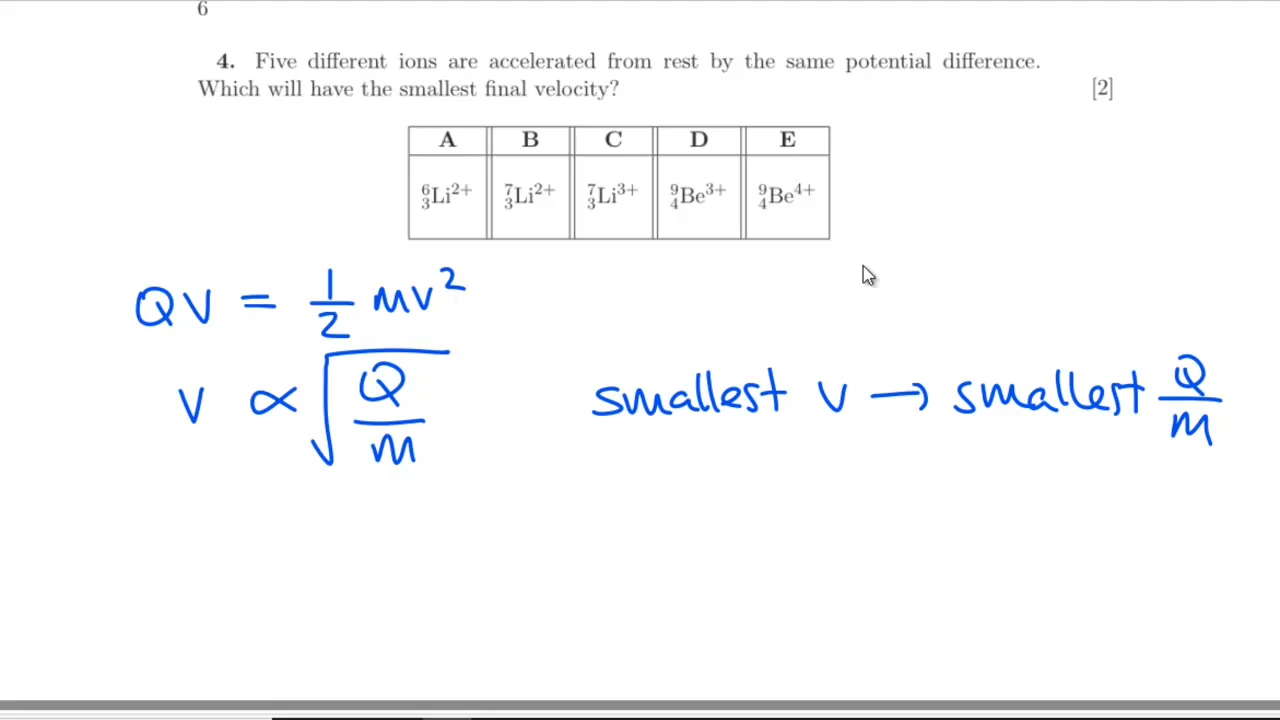 6
4. Five different ions are accelerated from rest by the same potential difference.
Which will have the smallest final velocity? [2]
A B C D E
⁶₃Li²⁺ ⁷₃Li²⁺ ⁷₃Li³⁺ ⁹₄Be³⁺ ⁹₄Be⁴⁺
QV = 1/2 mv²
v ∝ √(Q/m) smallest v → smallest Q/m